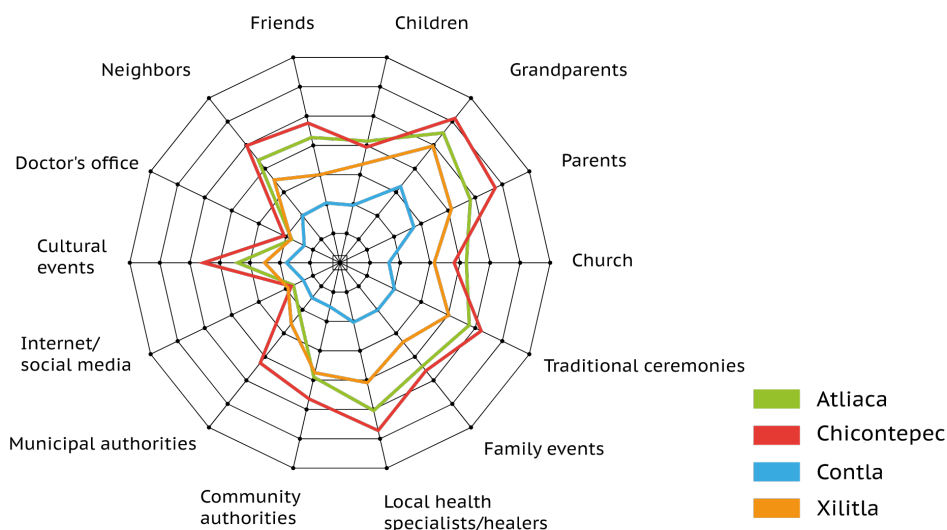 Friends
Children
Neighbors
Grandparents
Doctor's office
Parents
Cultural
events
Church
Internet/
social media
Traditional ceremonies
Atliaca
Chicontepec
Municipal authorities
Family events
Contla
Community
authorities
Local health
specialists/healers
Xilitla